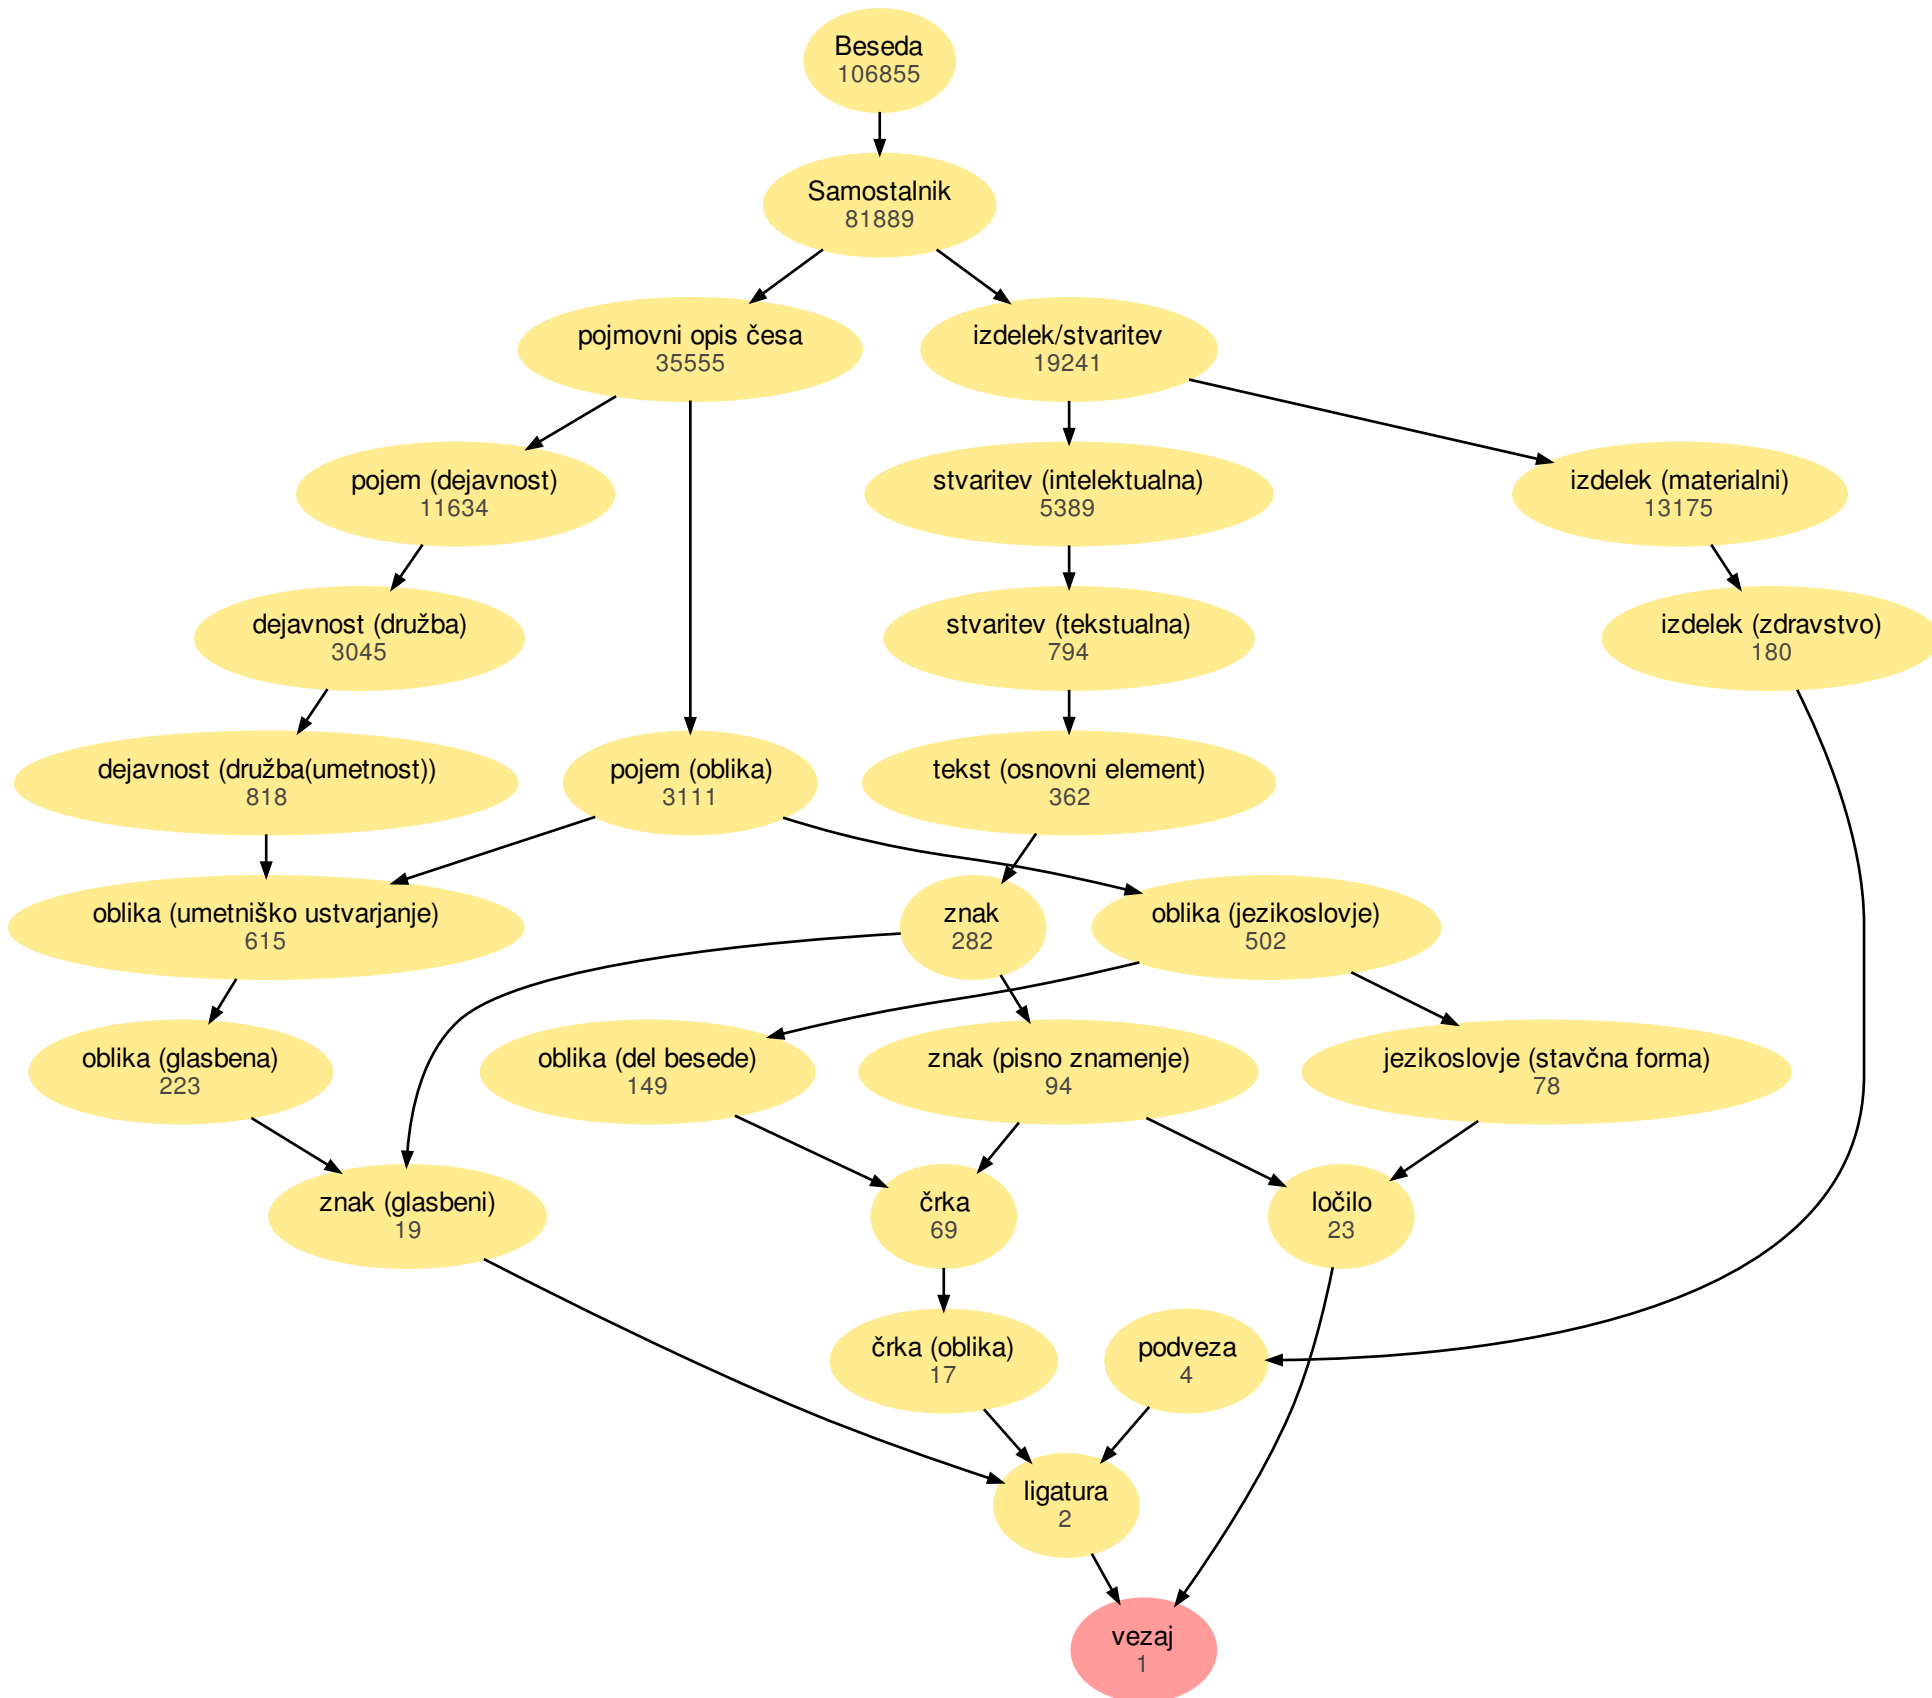 Beseda
106855
Samostalnik
81889
pojmovni opis česa
35555
izdelek/stvaritev
19241
pojem (dejavnost)
11634
stvaritev (intelektualna)
5389
izdelek (materialni)
13175
dejavnost (družba)
3045
stvaritev (tekstualna)
794
izdelek (zdravstvo)
180
dejavnost (družba(umetnost))
818
pojem (oblika)
3111
tekst (osnovni element)
362
oblika (umetniško ustvarjanje)
615
znak
282
oblika (jezikoslovje)
502
oblika (glasbena)
223
oblika (del besede)
149
znak (pisno znamenje)
94
jezikoslovje (stavčna forma)
78
znak (glasbeni)
19
črka
69
ločilo
23
črka (oblika)
17
podveza
4
ligatura
2
vezaj
1